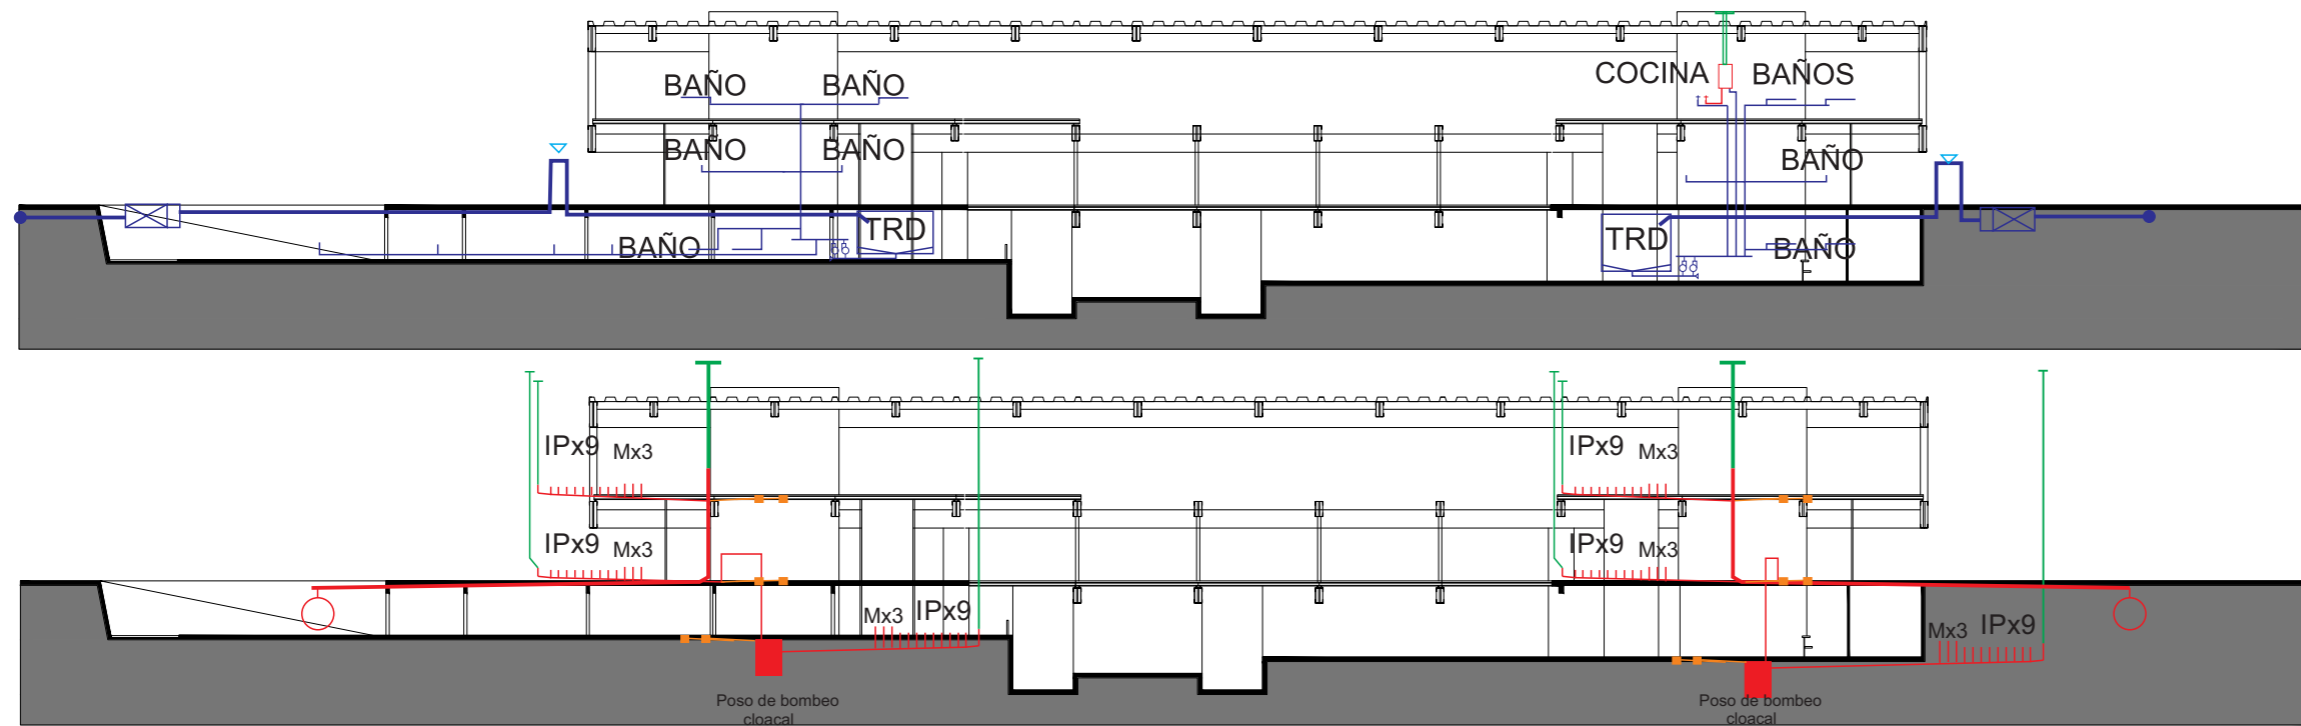 COCINA BAÑOS
BAÑO BAÑO
BAÑO BAÑO
BAÑO
TRD
TRD
BAÑO
BAÑO
IPx9 Mx3
IPx9 Mx3
IPx9 Mx3
IPx9 Mx3
Mx3 IPx9
Mx3 IPx9
Poso de bombeo
cloacal
Poso de bombeo
cloacal